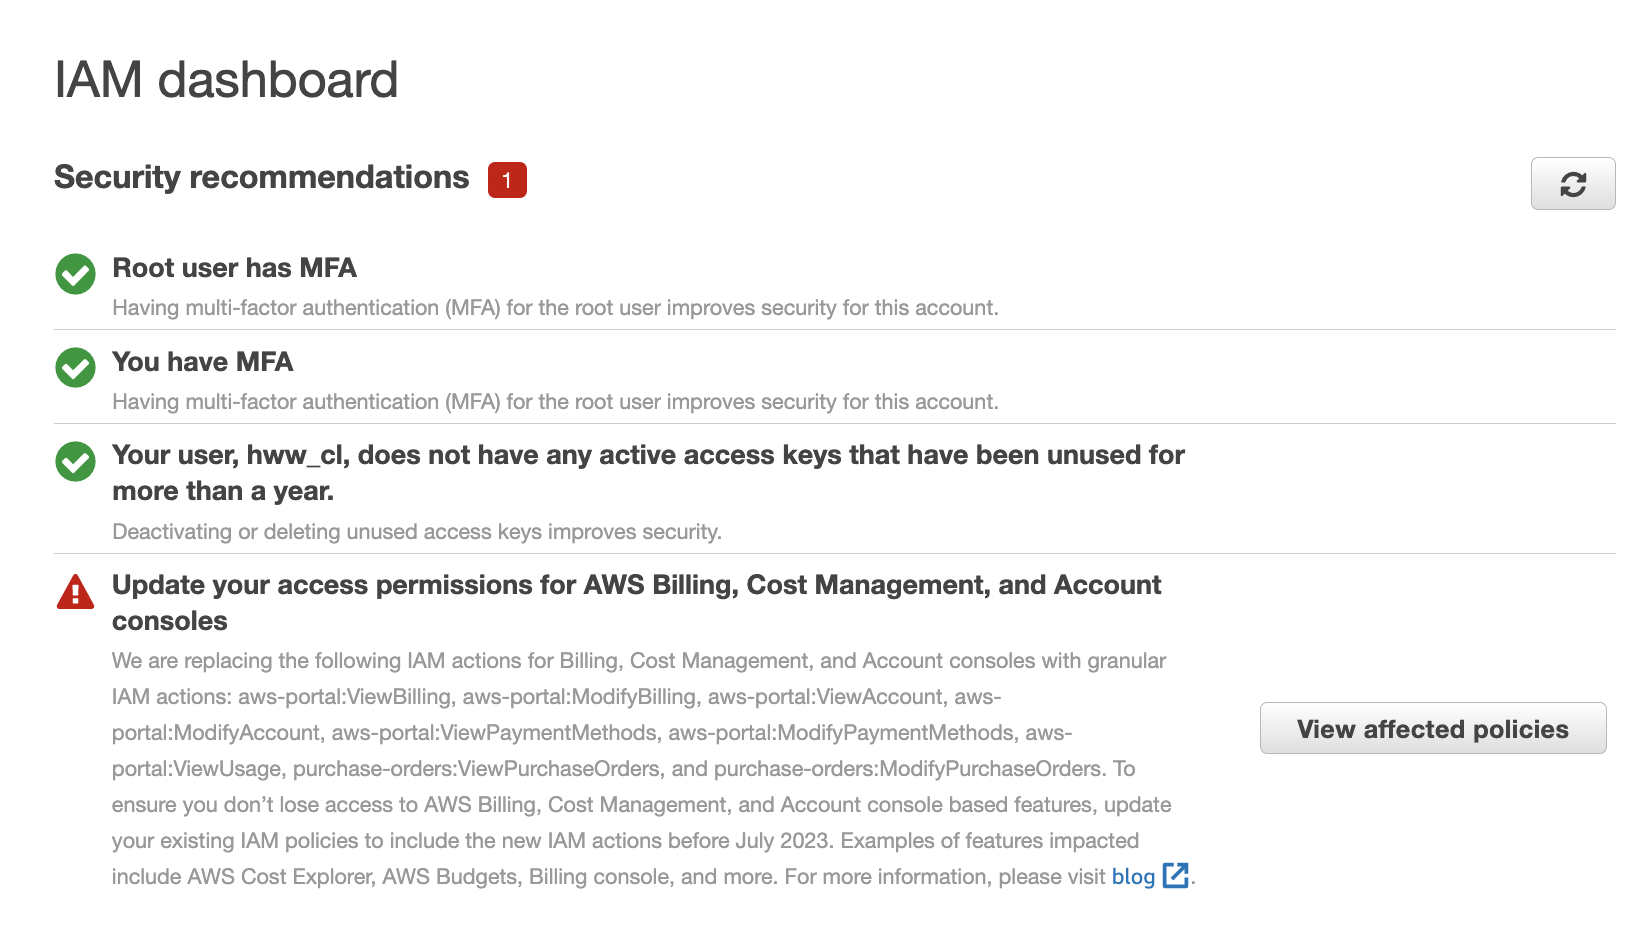 IAM dashboard
Security recommendations 1
Root user has MFA
Having multi-factor authentication (MFA) for the root user improves security for this account.
You have MFA
Having multi-factor authentication (MFA) for the root user improves security for this account.
Your user, hww_cl, does not have any active access keys that have been unused for
more than a year.
Deactivating or deleting unused access keys improves security.
Update your access permissions for AWS Billing, Cost Management, and Account
consoles
We are replacing the following IAM actions for Billing, Cost Management, and Account consoles with granular
IAM actions: aws-portal:ViewBilling, aws-portal:ModifyBilling, aws-portal:ViewAccount, aws-
portal:ModifyAccount, aws-portal:ViewPaymentMethods, aws-portal:ModifyPaymentMethods, aws-
portal:ViewUsage, purchase-orders:ViewPurchaseOrders, and purchase-orders:ModifyPurchaseOrders. To
ensure you don’t lose access to AWS Billing, Cost Management, and Account console based features, update
your existing IAM policies to include the new IAM actions before July 2023. Examples of features impacted
include AWS Cost Explorer, AWS Budgets, Billing console, and more. For more information, please visit blog.
View affected policies